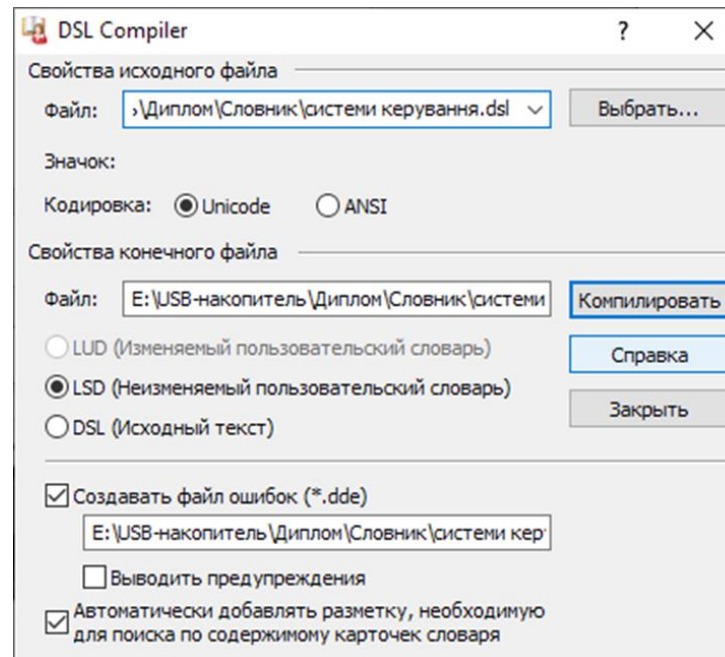 DSL Compiler
Свойства исходного файла
Файл: \Диплом\Словник\системи керування.dsl Выбрать...
Значок:
Кодировка: Unicode ANSI
Свойства конечного файла
Файл: E:\USB-накопитель\Диплом\Словник\системи Компилировать
LUD (Изменяемый пользовательский словарь)
Справка
LSD (Неизменяемый пользовательский словарь)
Закрыть
DSL (Исходный текст)
Создавать файл ошибок (*.dde)
E:\USB-накопитель\Диплом\Словник\системи кер
Выводить предупреждения
Автоматически добавлять разметку, необходимую
для поиска по содержимому карточек словаря